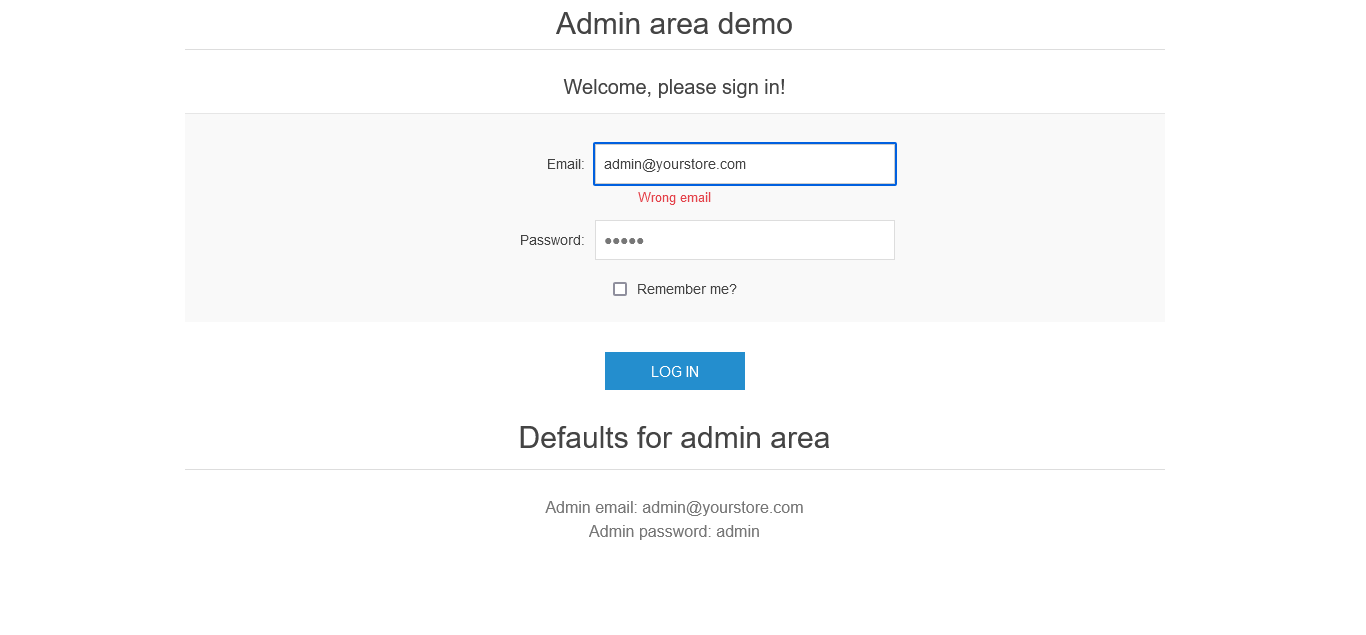 Admin area demo
Welcome, please sign in!
Email: admin@yourstore.com
Wrong email
Password: ●●●●●
Remember me?
LOG IN
Defaults for admin area
Admin email: admin@yourstore.com
Admin password: admin